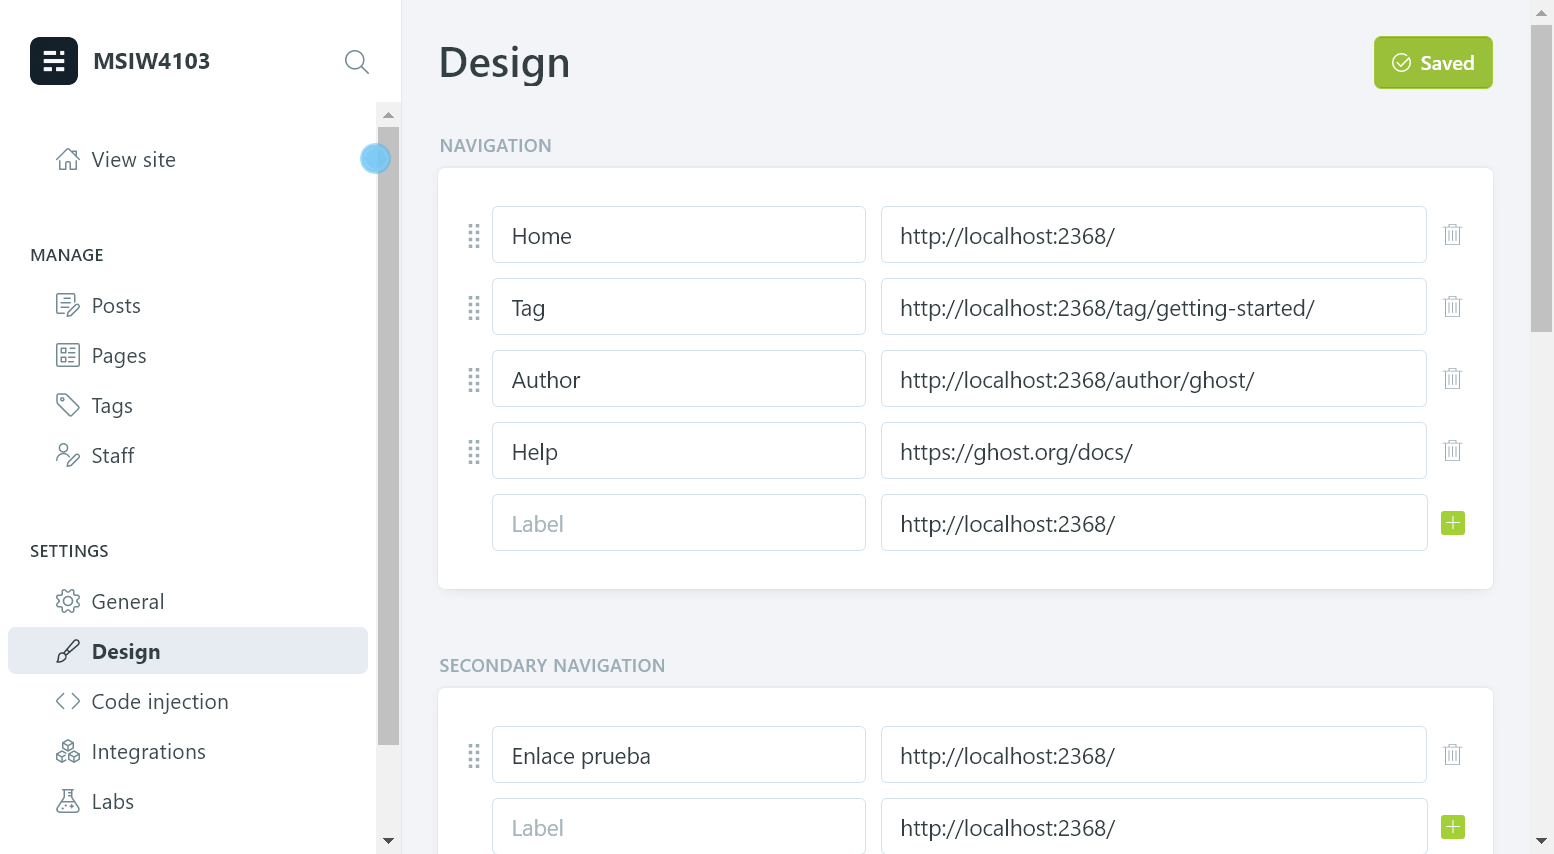 MSIW4103
View site
MANAGE
Posts
Pages
Tags
Staff
SETTINGS
General
Design
Code injection
Integrations
Labs
Design
Saved
NAVIGATION
Home http://localhost:2368/
Tag http://localhost:2368/tag/getting-started/
Author http://localhost:2368/author/ghost/
Help https://ghost.org/docs/
Label http://localhost:2368/
SECONDARY NAVIGATION
Enlace prueba http://localhost:2368/
Label http://localhost:2368/